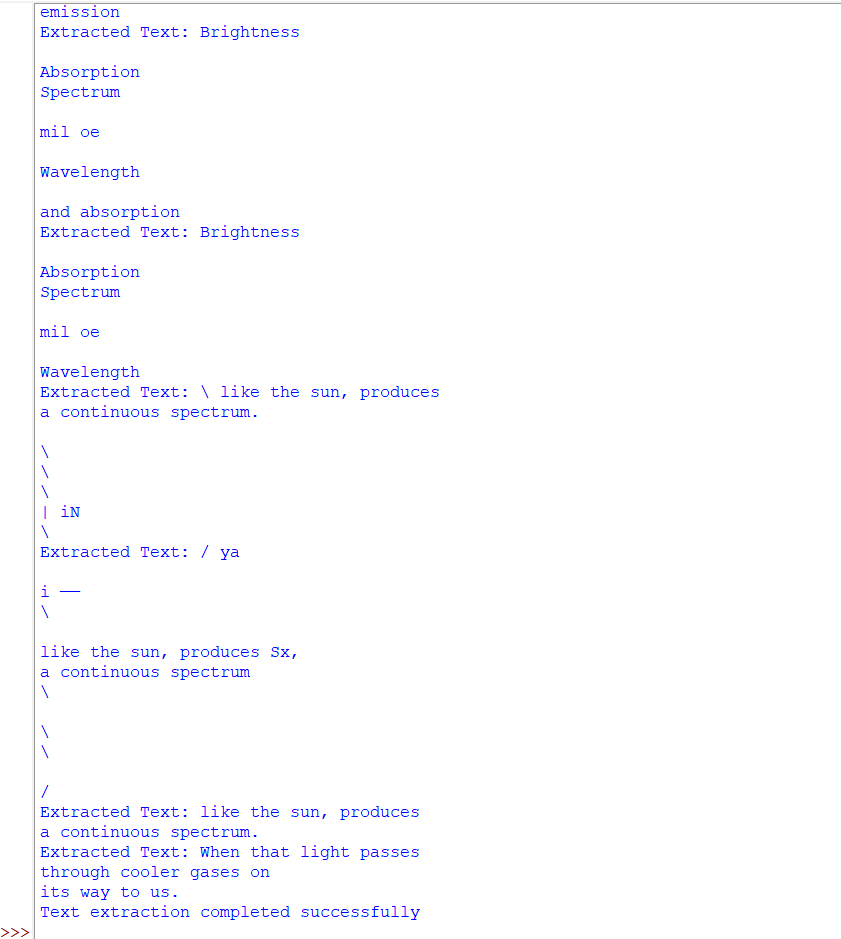 emission
Extracted Text: Brightness
Absorption
Spectrum
mil oe
Wavelength
and absorption
Extracted Text: Brightness
Absorption
Spectrum
mil oe
Wavelength
Extracted Text: \ like the sun, produces
a continuous spectrum.
\
\
\
| iN
\
Extracted Text: / ya
i —
\
like the sun, produces Sx,
a continuous spectrum
\
\
\
/
Extracted Text: like the sun, produces
a continuous spectrum.
Extracted Text: When that light passes
through cooler gases on
its way to us.
Text extraction completed successfully
>>>